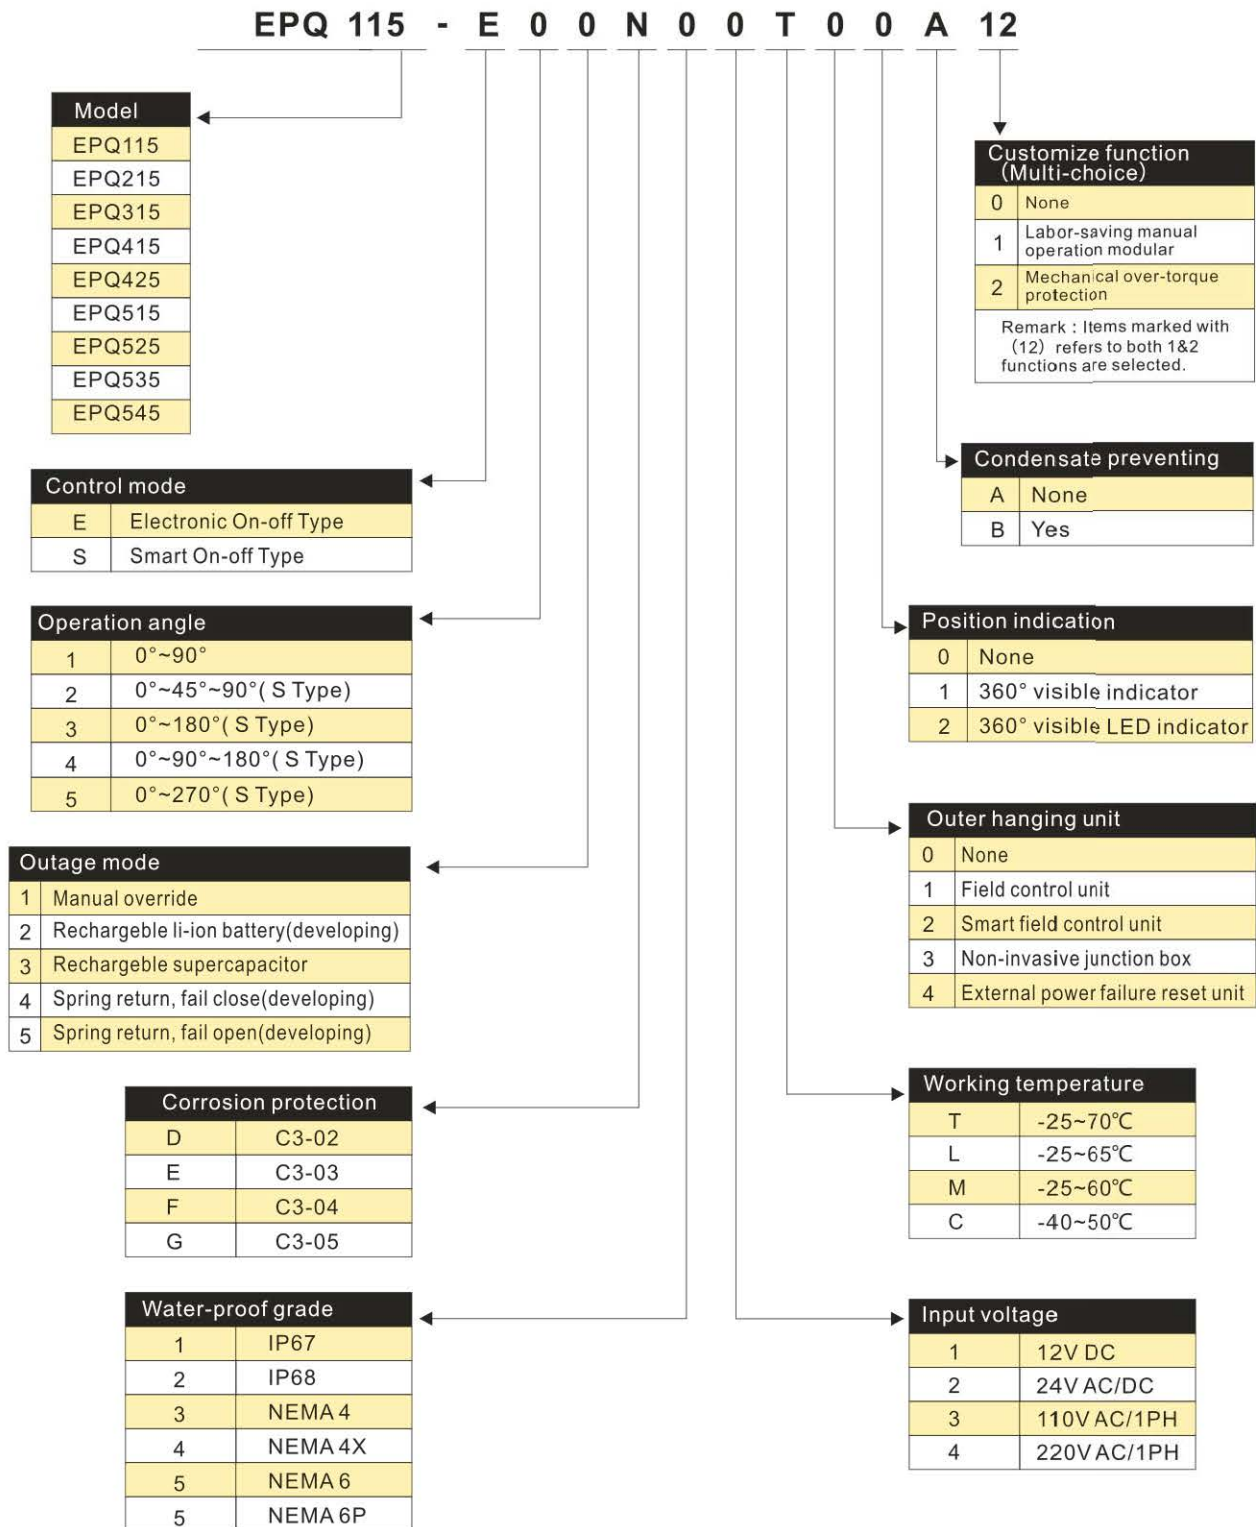 EPQ 115 - E 0 0 N 0 0 T 0 0 A 12
Model
EPQ115
EPQ215
EPQ315
EPQ415
EPQ425
EPQ515
EPQ525
EPQ535
EPQ545
Customize function
(Multi-choice)
0 None
1 Labor-saving manual
operation modular
2 Mechanical over-torque
protection
Remark : Items marked with
(12) refers to both 1&2
functions are selected.
Control mode
E Electronic On-off Type
S Smart On-off Type
Condensate preventing
A None
B Yes
Operation angle
1 0°~90°
2 0°~45°~90°( S Type)
3 0°~180°( S Type)
4 0°~90°~180°( S Type)
5 0°~270°( S Type)
Position indication
0 None
1 360° visible indicator
2 360° visible LED indicator
Outage mode
1 Manual override
2 Rechargeble li-ion battery(developing)
3 Rechargeble supercapacitor
4 Spring return, fail close(developing)
5 Spring return, fail open(developing)
Outer hanging unit
0 None
1 Field control unit
2 Smart field control unit
3 Non-invasive junction box
4 External power failure reset unit
Corrosion protection
D C3-02
E C3-03
F C3-04
G C3-05
Working temperature
T -25~70℃
L -25~65℃
M -25~60℃
C -40~50℃
Water-proof grade
1 IP67
2 IP68
3 NEMA 4
4 NEMA 4X
5 NEMA 6
5 NEMA 6P
Input voltage
1 12V DC
2 24V AC/DC
3 110V AC/1PH
4 220V AC/1PH